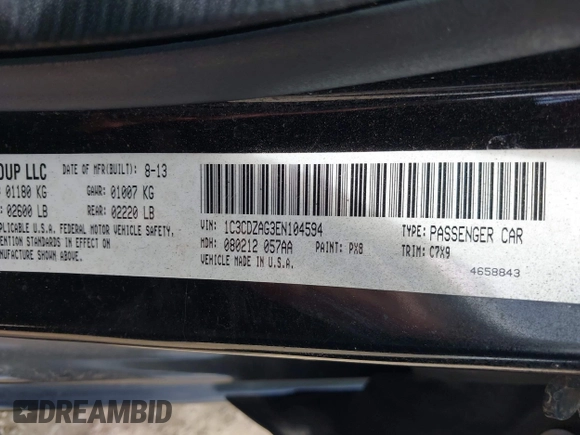 OUP LLC DATE OF MFR(BUILT): 8-13
01180 KG GAWR: 01007 KG
02600 LB REAR: 02220 LB
PLICABLE U.S.A. FEDERAL MOTOR VEHICLE SAFETY,
ENTION STANDARDS IN EFFECT ON
NUFACTURE SHOWN ABOVE.
VIN: 1C3CDZAG3EN104594 TYPE: PASSENGER CAR
MDH: 080212 057AA PAINT: PX8 TRIM: C7X9
VEHICLE MADE IN U.S.A.
4658843
DREAMBID